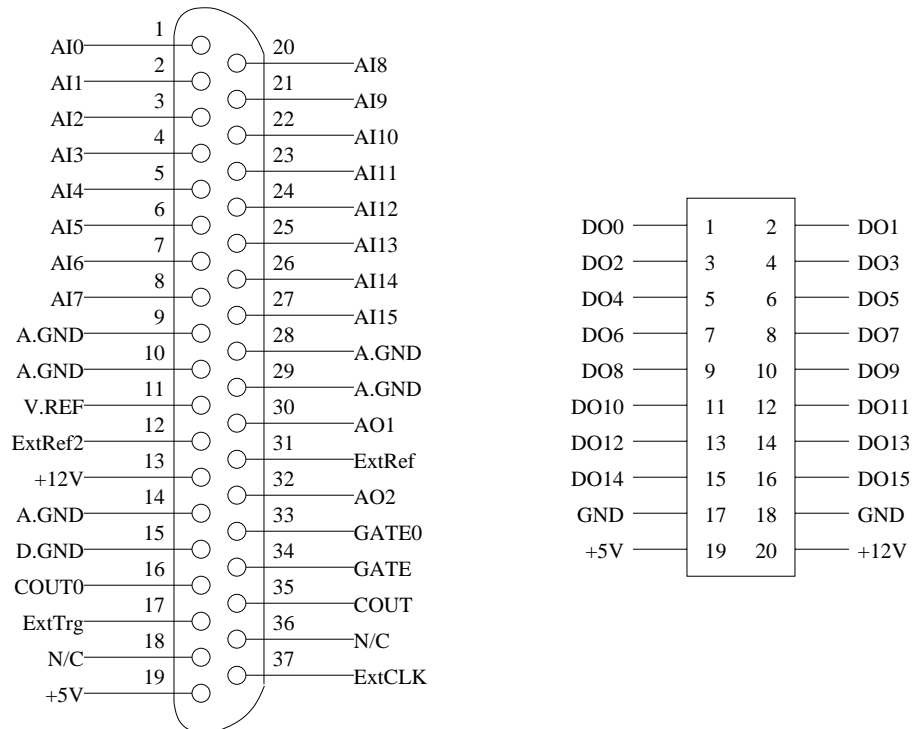 1
AI0
20
AI8
2
AI1
21
AI9
3
AI2
22
AI10
4
AI3
23
AI11
5
AI4
24
AI12
6
AI5
25
AI13
7
AI6
26
AI14
8
AI7
27
AI15
9
A.GND
28
A.GND
10
A.GND
29
A.GND
11
V.REF
30
AO1
12
ExtRef2
31
ExtRef
13
+12V
32
AO2
14
A.GND
33
GATE0
15
D.GND
34
GATE
16
COUT0
35
COUT
17
ExtTrg
36
N/C
18
N/C
37
ExtCLK
19
+5V
DO0 1 2 DO1
DO2 3 4 DO3
DO4 5 6 DO5
DO6 7 8 DO7
DO8 9 10 DO9
DO10 11 12 DO11
DO12 13 14 DO13
DO14 15 16 DO15
GND 17 18 GND
+5V 19 20 +12V